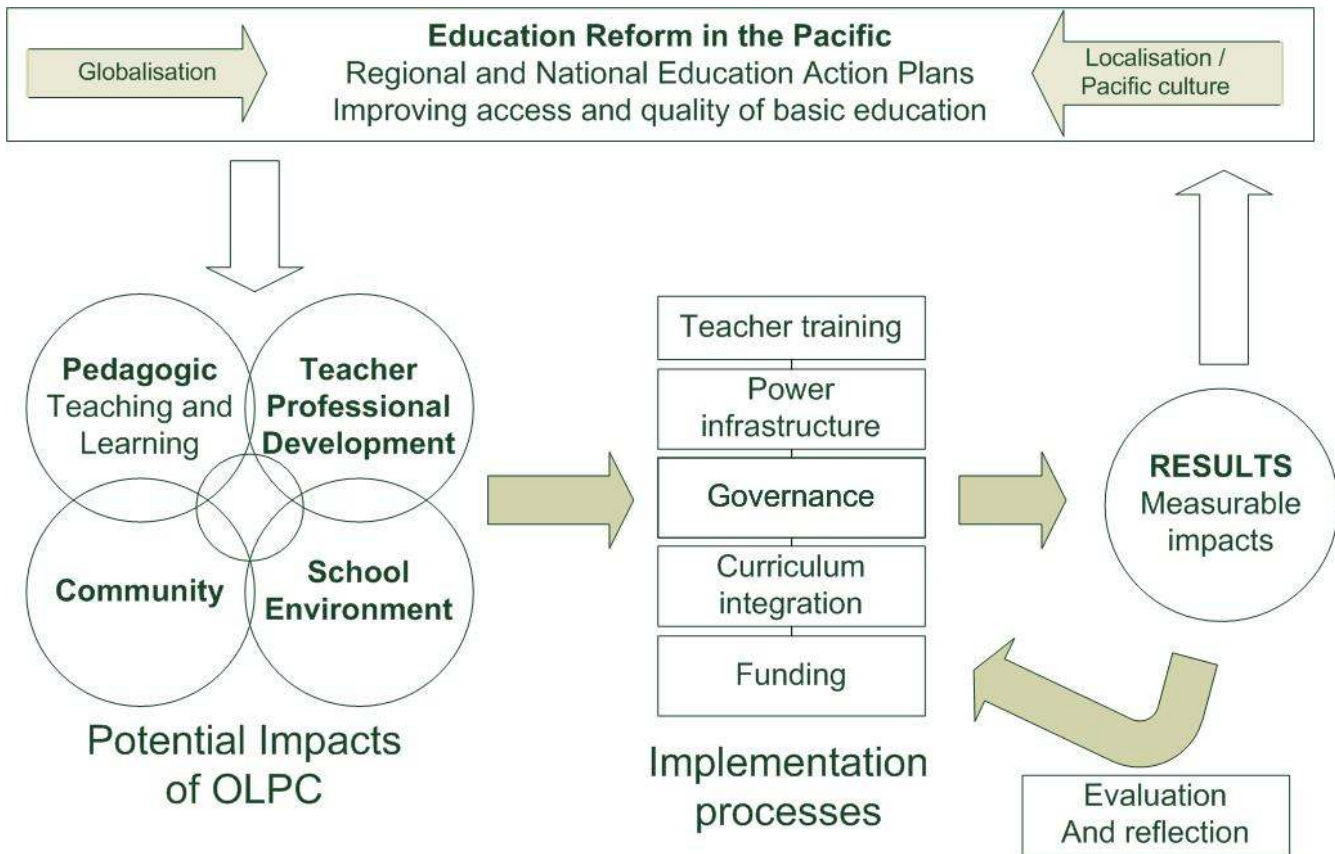 Education Reform in the Pacific
Regional and National Education Action Plans
Improving access and quality of basic education
Globalisation
Localisation /
Pacific culture
Pedagogic
Teaching and
Learning
Teacher
Professional
Development
Community
School
Environment
Potential Impacts
of OLPC
Teacher training
Power
infrastructure
Governance
Curriculum
integration
Funding
Implementation
processes
RESULTS
Measurable
impacts
Evaluation
And reflection